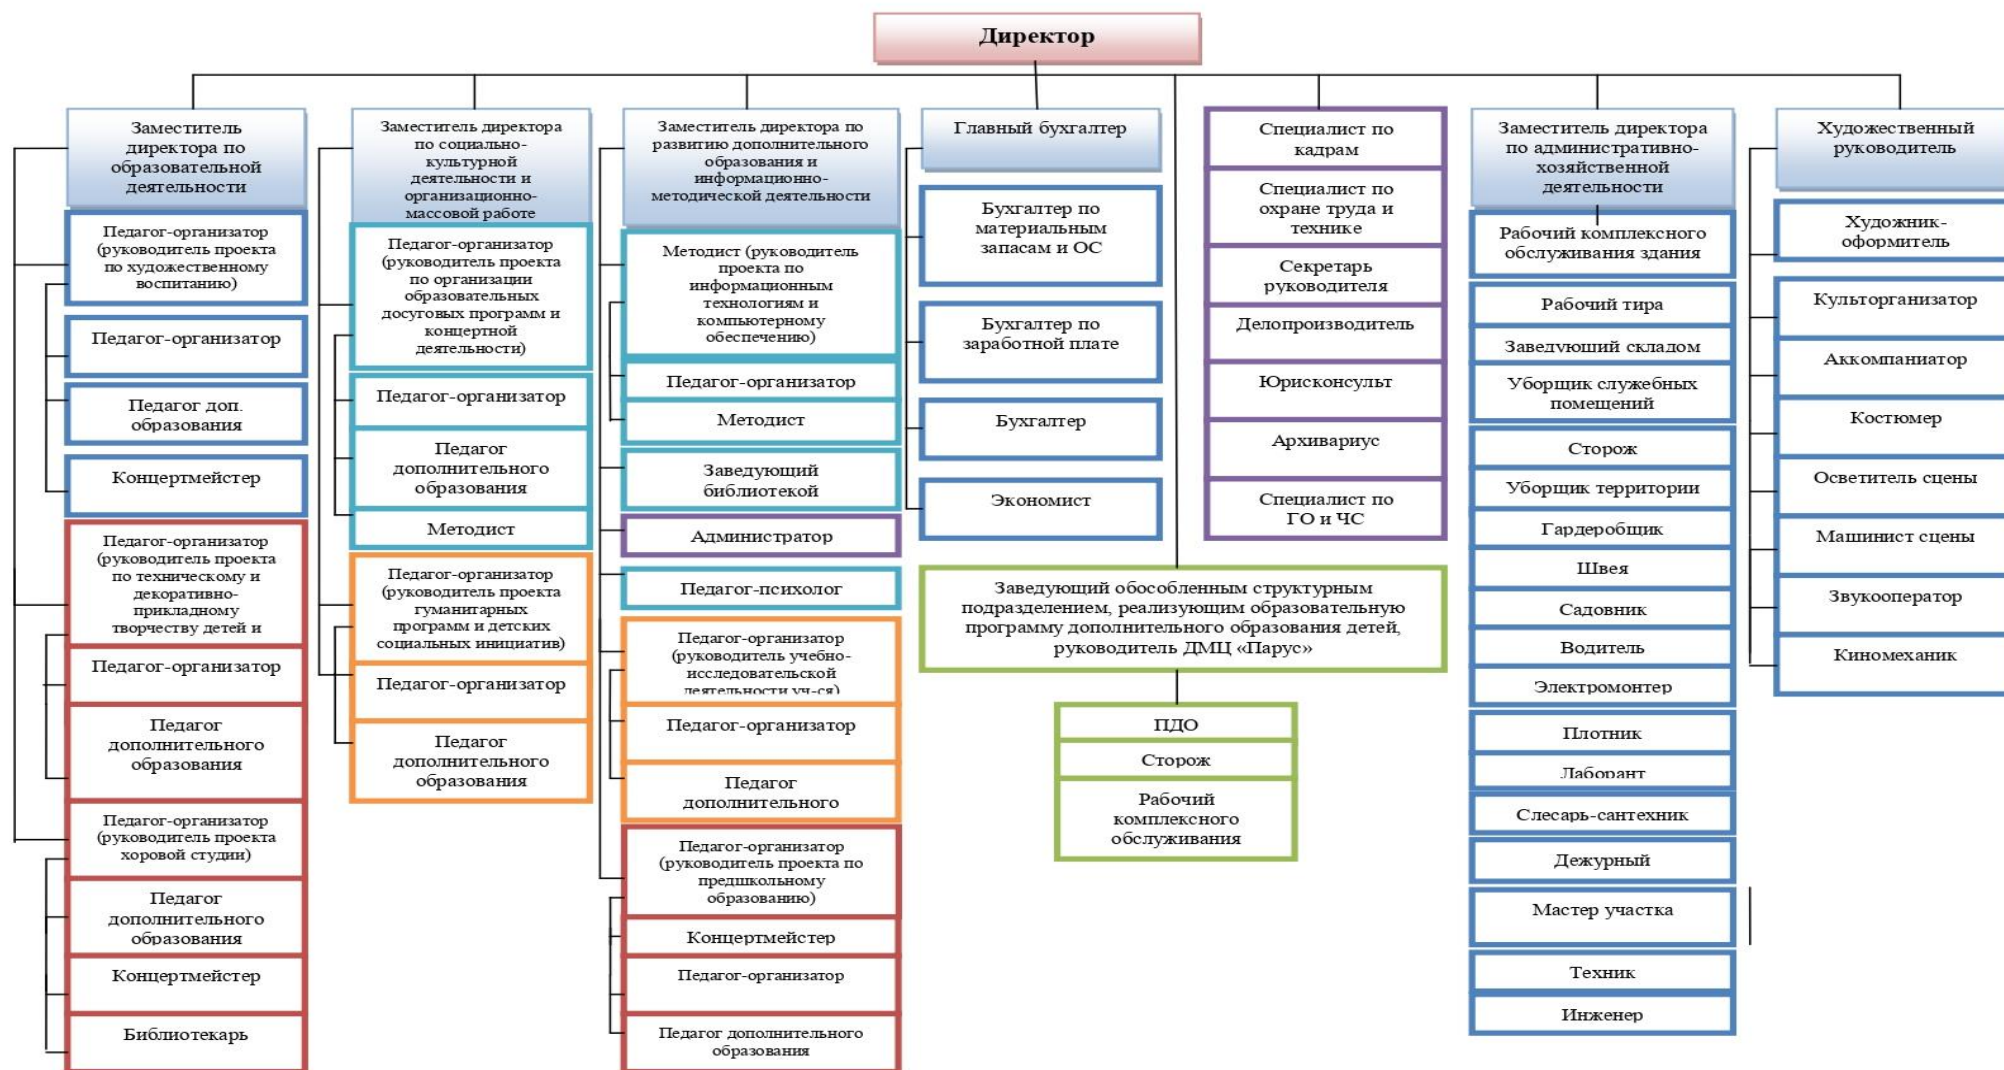 Директор
Заместитель
директора по
образовательной
деятельности
Педагог-организатор
(руководитель проекта
по художественному
воспитанию)
Педагог-организатор
Педагог доп.
образования
Концертмейстер
Педагог-организатор
(руководитель проекта
по техническому и
декоративно-
прикладному
творчеству детей и
Педагог-организатор
Педагог
дополнительного
образования
Педагог-организатор
(руководитель проекта
хоровой студии)
Педагог
дополнительного
образования
Концертмейстер
Библиотекарь
Заместитель директора
по социально-
культурной
деятельности и
организационно-
массовой работе
Педагог-организатор
(руководитель проекта
по организации
образовательных
досуговых программ и
концертной
деятельности)
Педагог-организатор
Педагог
дополнительного
образования
Методист
Педагог-организатор
(руководитель проекта
гуманитарных
программ и детских
социальных инициатив)
Педагог-организатор
Педагог
дополнительного
образования
Заместитель директора по
развитию дополнительного
образования и
информационно-
методической деятельности
Методист (руководитель
проекта по
информационным
технологиям и
компьютерному
обеспечению)
Педагог-организатор
Методист
Заведующий
библиотекой
Администратор
Педагог-психолог
Педагог-организатор
(руководитель учебно-
исследовательской
деятельности уч-ся)
Педагог-организатор
Педагог
дополнительного
Педагог-организатор
(руководитель проекта по
предшкольному
образованию)
Концертмейстер
Педагог-организатор
Педагог дополнительного
образования
Главный бухгалтер
Бухгалтер по
материальным
запасам и ОС
Бухгалтер по
заработной плате
Бухгалтер
Экономист
Заведующий обособленным структурным
подразделением, реализующим образовательную
программу дополнительного образования детей,
руководитель ДМЦ «Парус»
ПДО
Сторож
Рабочий
комплексного
обслуживания
Специалист по
кадрам
Специалист по
охране труда и
технике
Секретарь
руководителя
Делопроизводитель
Юрисконсульт
Архивариус
Специалист по
ГО и ЧС
Заместитель директора
по административно-
хозяйственной
деятельности
Рабочий комплексного
обслуживания здания
Рабочий тира
Заведующий складом
Уборщик служебных
помещений
Сторож
Уборщик территории
Гардеробщик
Швея
Садовник
Водитель
Электромонтер
Плотник
Лаборант
Слесарь-сантехник
Дежурный
Мастер участка
Техник
Инженер
Художественный
руководитель
Художник-
оформитель
Культорганизатор
Аккомпаниатор
Костюмер
Осветитель сцены
Машинист сцены
Звукооператор
Киномеханик